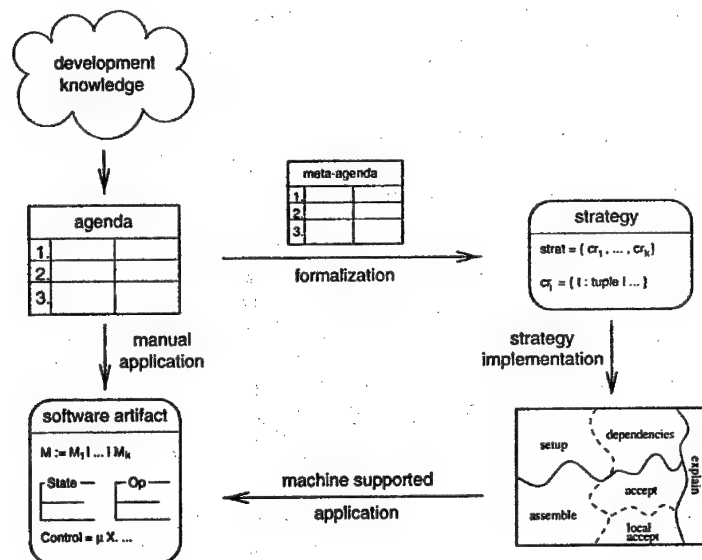 development
knowledge
meta-agenda
1.
2.
3.
agenda
1.
2.
3.
formalization
strategy
strat = { cr₁ , ... , crₖ}
crⱼ = { t : tuple | ... }
manual
application
strategy
implementation
software artifact
M := M₁ | ... | Mₖ
State
Op
Control = μ X. ...
machine supported
application
setup
dependencies
explain
accept
assemble
local
accept